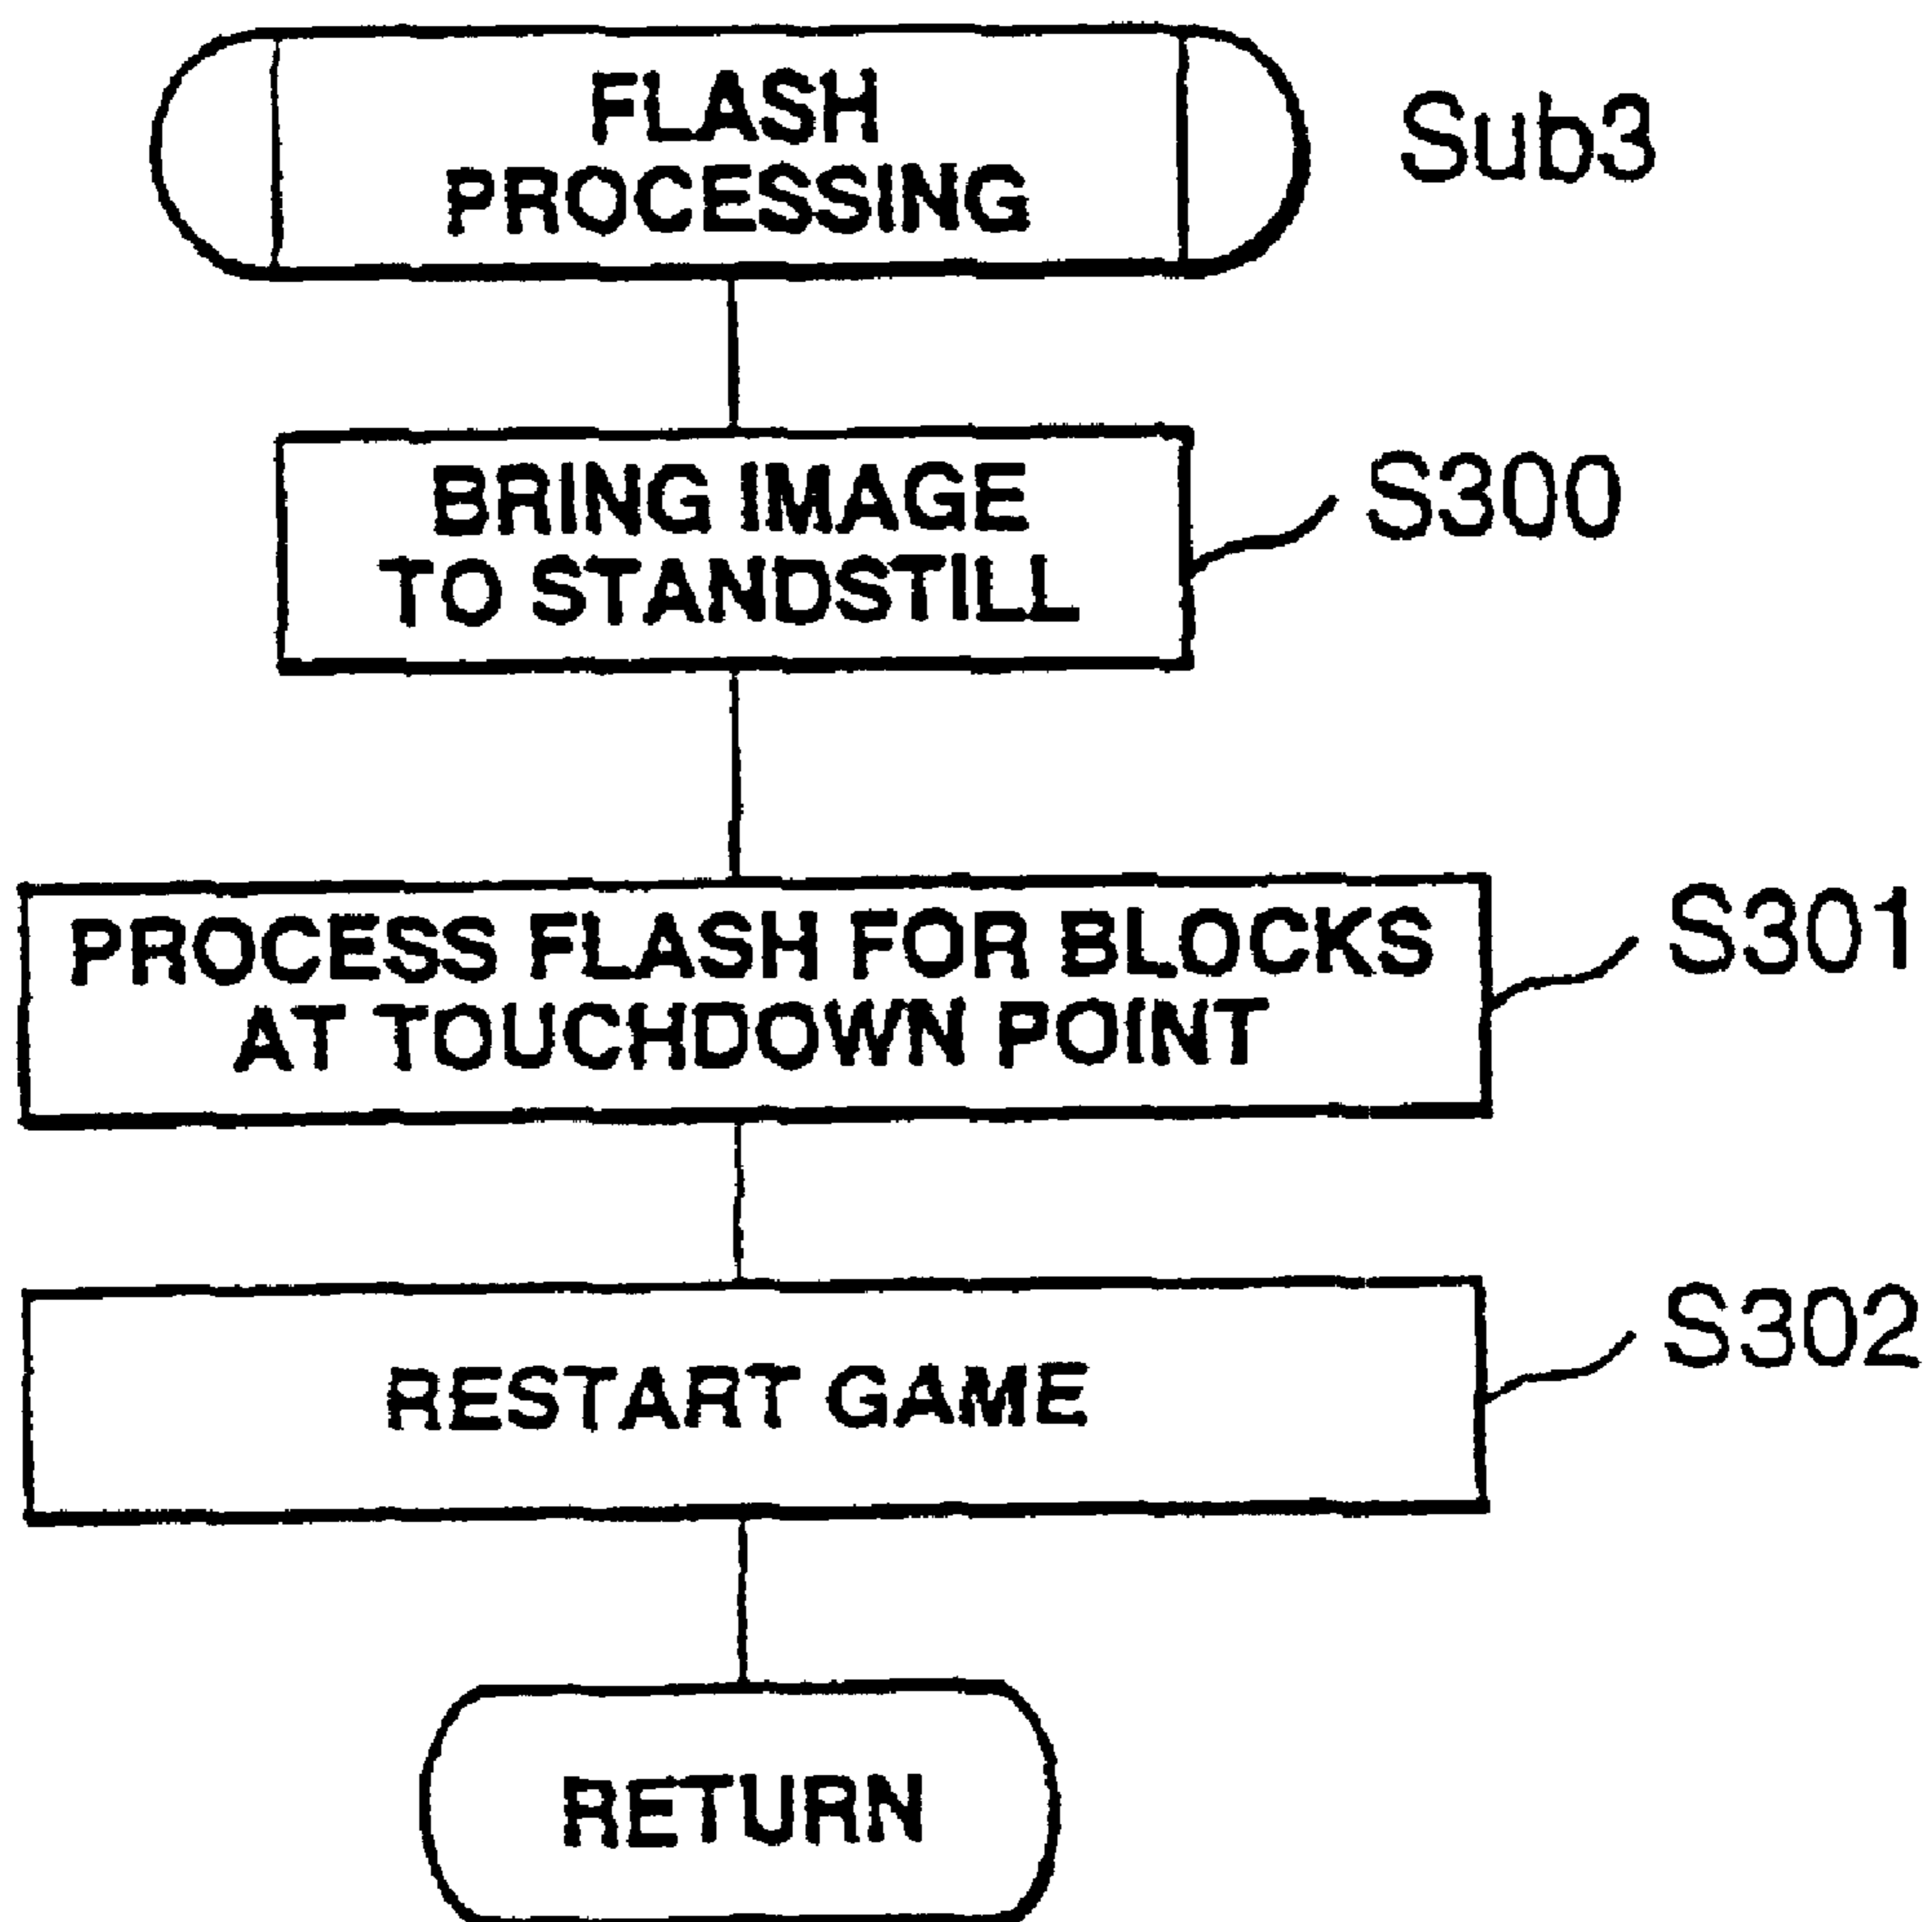 FLASH
PROCESSING
Sub3
BRING IMAGE
TO STANDSTILL
S300
PROCESS FLASH FOR BLOCKS
AT TOUCHDOWN POINT
S301
RESTART GAME
S302
RETURN